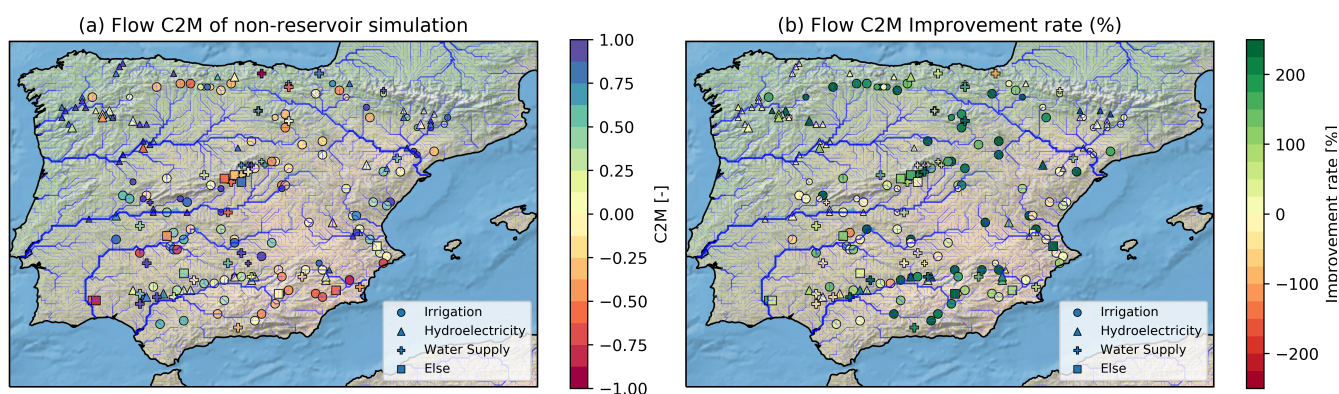 (a) Flow C2M of non-reservoir simulation
1.00
0.75
0.50
0.25
0.00
−0.25
−0.50
−0.75
−1.00
C2M [-]
Irrigation
Hydroelectricity
Water Supply
Else
(b) Flow C2M Improvement rate (%)
200
100
0
−100
−200
Improvement rate [%]
Irrigation
Hydroelectricity
Water Supply
Else